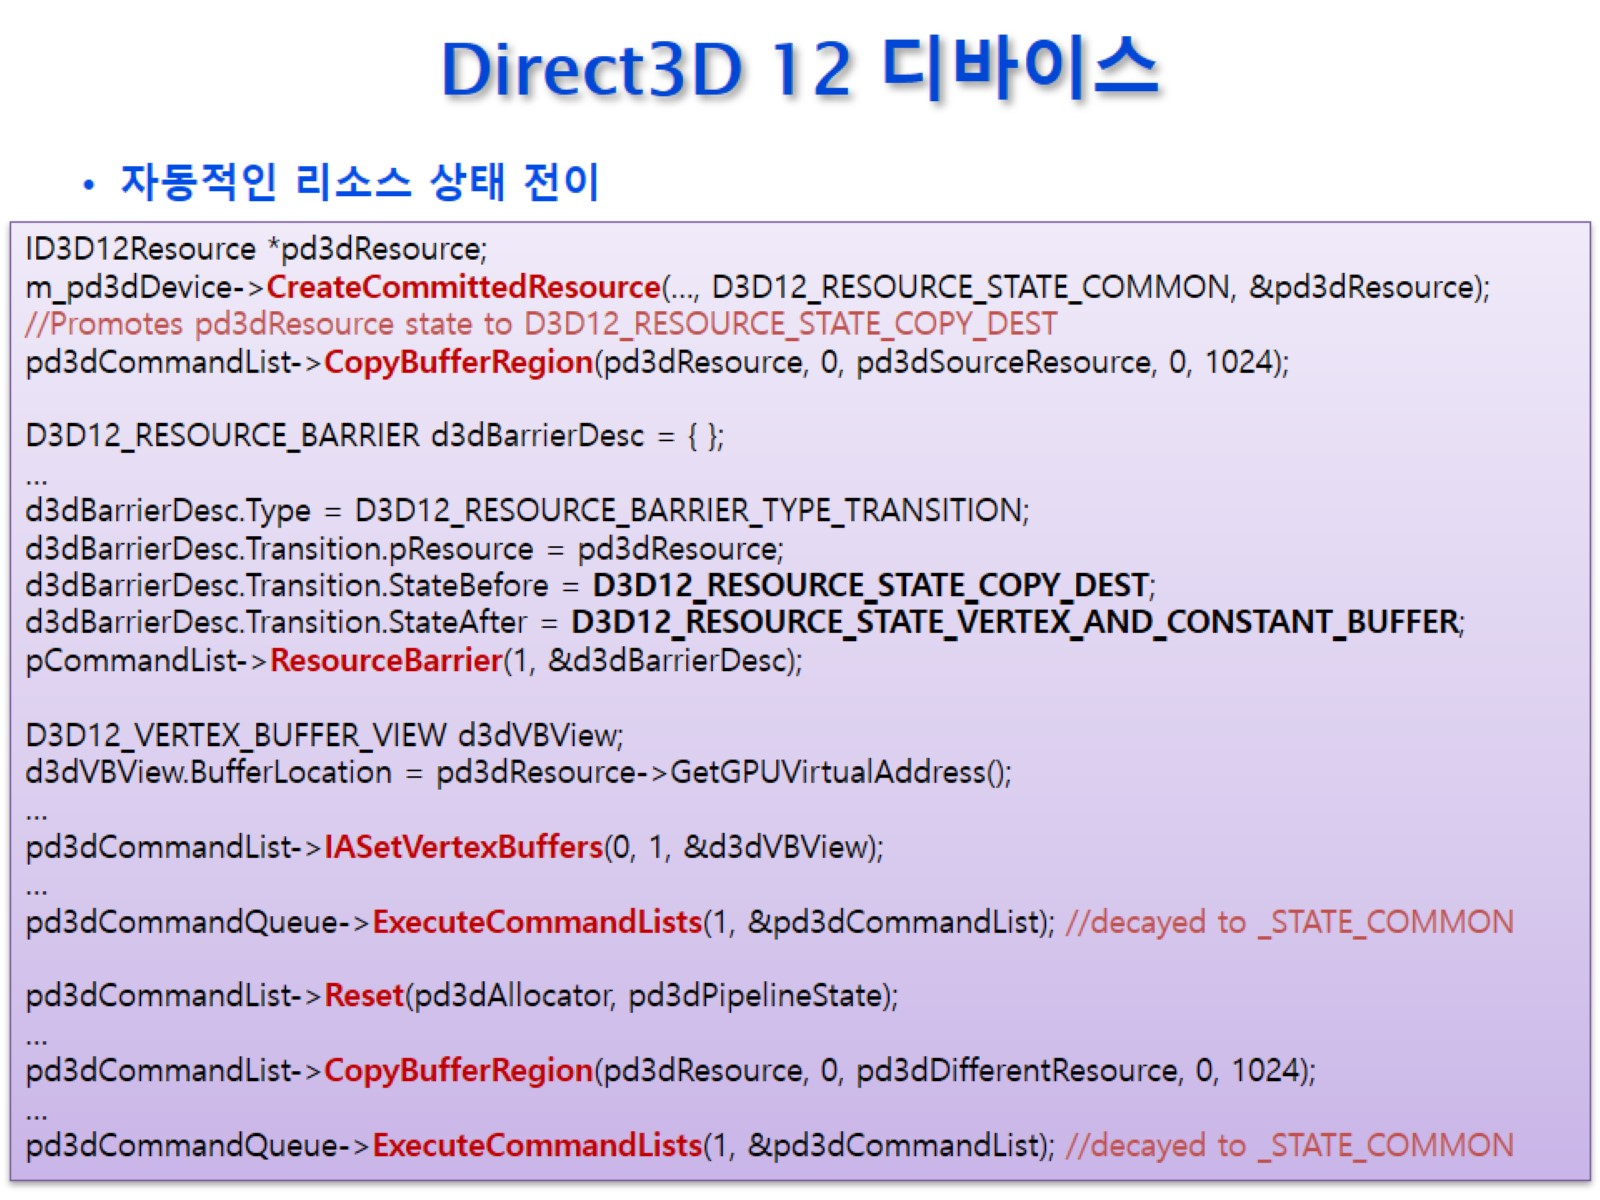 Direct3D 12 디바이스
• 자동적인 리소스 상태 전이
ID3D12Resource *pd3dResource;
m_pd3dDevice->CreateCommittedResource(..., D3D12_RESOURCE_STATE_COMMON, &pd3dResource);
//Promotes pd3dResource state to D3D12_RESOURCE_STATE_COPY_DEST
pd3dCommandList->CopyBufferRegion(pd3dResource, 0, pd3dSourceResource, 0, 1024);
D3D12_RESOURCE_BARRIER d3dBarrierDesc = { };
...
d3dBarrierDesc.Type = D3D12_RESOURCE_BARRIER_TYPE_TRANSITION;
d3dBarrierDesc.Transition.pResource = pd3dResource;
d3dBarrierDesc.Transition.StateBefore = D3D12_RESOURCE_STATE_COPY_DEST;
d3dBarrierDesc.Transition.StateAfter = D3D12_RESOURCE_STATE_VERTEX_AND_CONSTANT_BUFFER;
pCommandList->ResourceBarrier(1, &d3dBarrierDesc);
D3D12_VERTEX_BUFFER_VIEW d3dVBView;
d3dVBView.BufferLocation = pd3dResource->GetGPUVirtualAddress();
...
pd3dCommandList->IASetVertexBuffers(0, 1, &d3dVBView);
...
pd3dCommandQueue->ExecuteCommandLists(1, &pd3dCommandList); //decayed to _STATE_COMMON
pd3dCommandList->Reset(pd3dAllocator, pd3dPipelineState);
...
pd3dCommandList->CopyBufferRegion(pd3dResource, 0, pd3dDifferentResource, 0, 1024);
...
pd3dCommandQueue->ExecuteCommandLists(1, &pd3dCommandList); //decayed to _STATE_COMMON